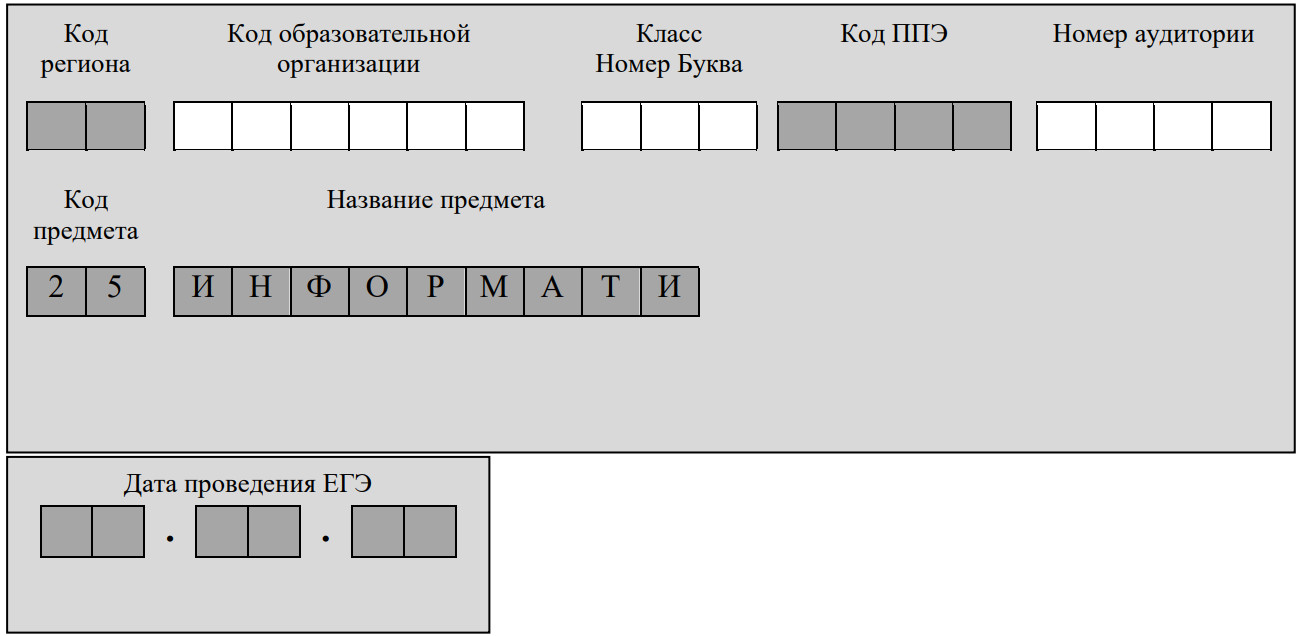 Код Код образовательной Класс Код ППЭ Номер аудитории
региона организации Номер Буква
Код Название предмета
предмета
2 5 И Н Ф О Р М А Т И
Дата проведения ЕГЭ
. .